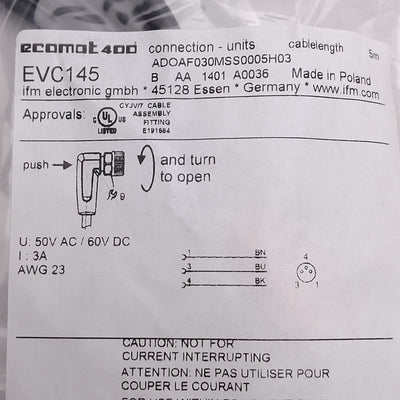 ecomat 400 connection - units cablelength 5m
ADOAF030MSS0005H03
EVC145 B AA 1401 A0036 Made in Poland
ifm electronic gmbh * 45128 Essen * Germany * www.ifm.com
Approvals: c UL US LISTED CYJV/7 CABLE ASSEMBLY FITTING E191684
push and turn to open
9
U: 50V AC / 60V DC
I : 3A
AWG 23
1 BN
3 BU
4 BK
4
3 1
CAUTION: NOT FOR
CURRENT INTERRUPTING
ATTENTION: NE PAS UTILISER POUR
COUPER LE COURANT